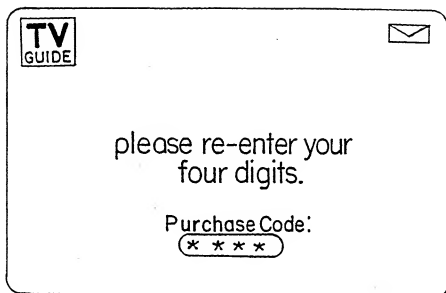 TV
GUIDE
please re-enter your
four digits.
Purchase Code:
* * * *